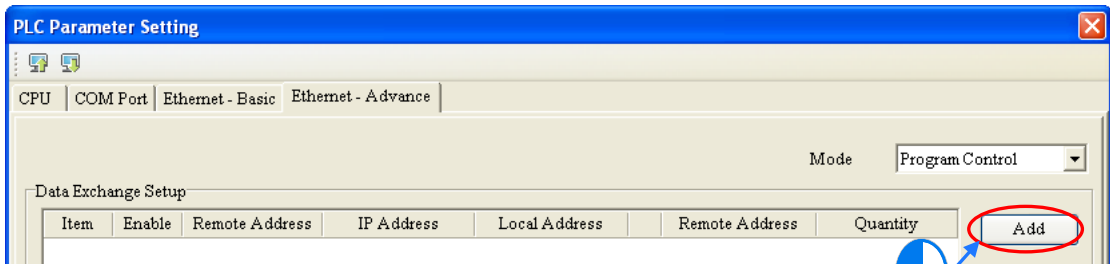 PLC Parameter Setting
CPU COM Port Ethernet - Basic Ethernet - Advance
Mode Program Control
Data Exchange Setup
Item Enable Remote Address IP Address Local Address Remote Address Quantity Add